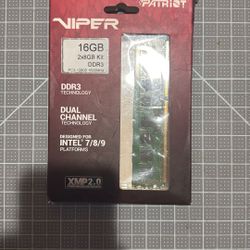 PATRIOT
VIPER
16GB
2x8GB Kit
DDR3
DDR3
TECHNOLOGY
DUAL
CHANNEL
TECHNOLOGY
DESIGNED FOR
INTEL 7/8/9
PLATFORMS
XMP2.0